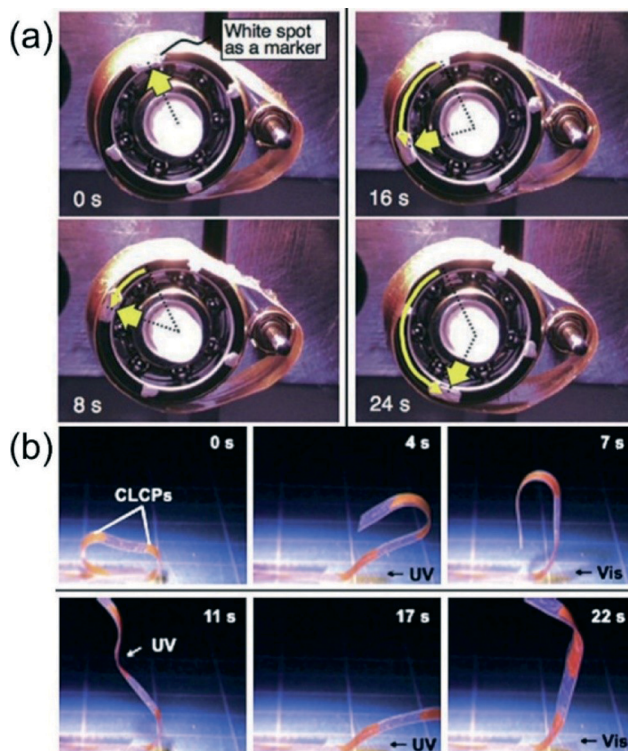 (a)
White spot
as a marker
0 s
16 s
8 s
24 s
(b)
0 s
CLCPs
4 s
UV
7 s
Vis
11 s
UV
17 s
UV
22 s
Vis